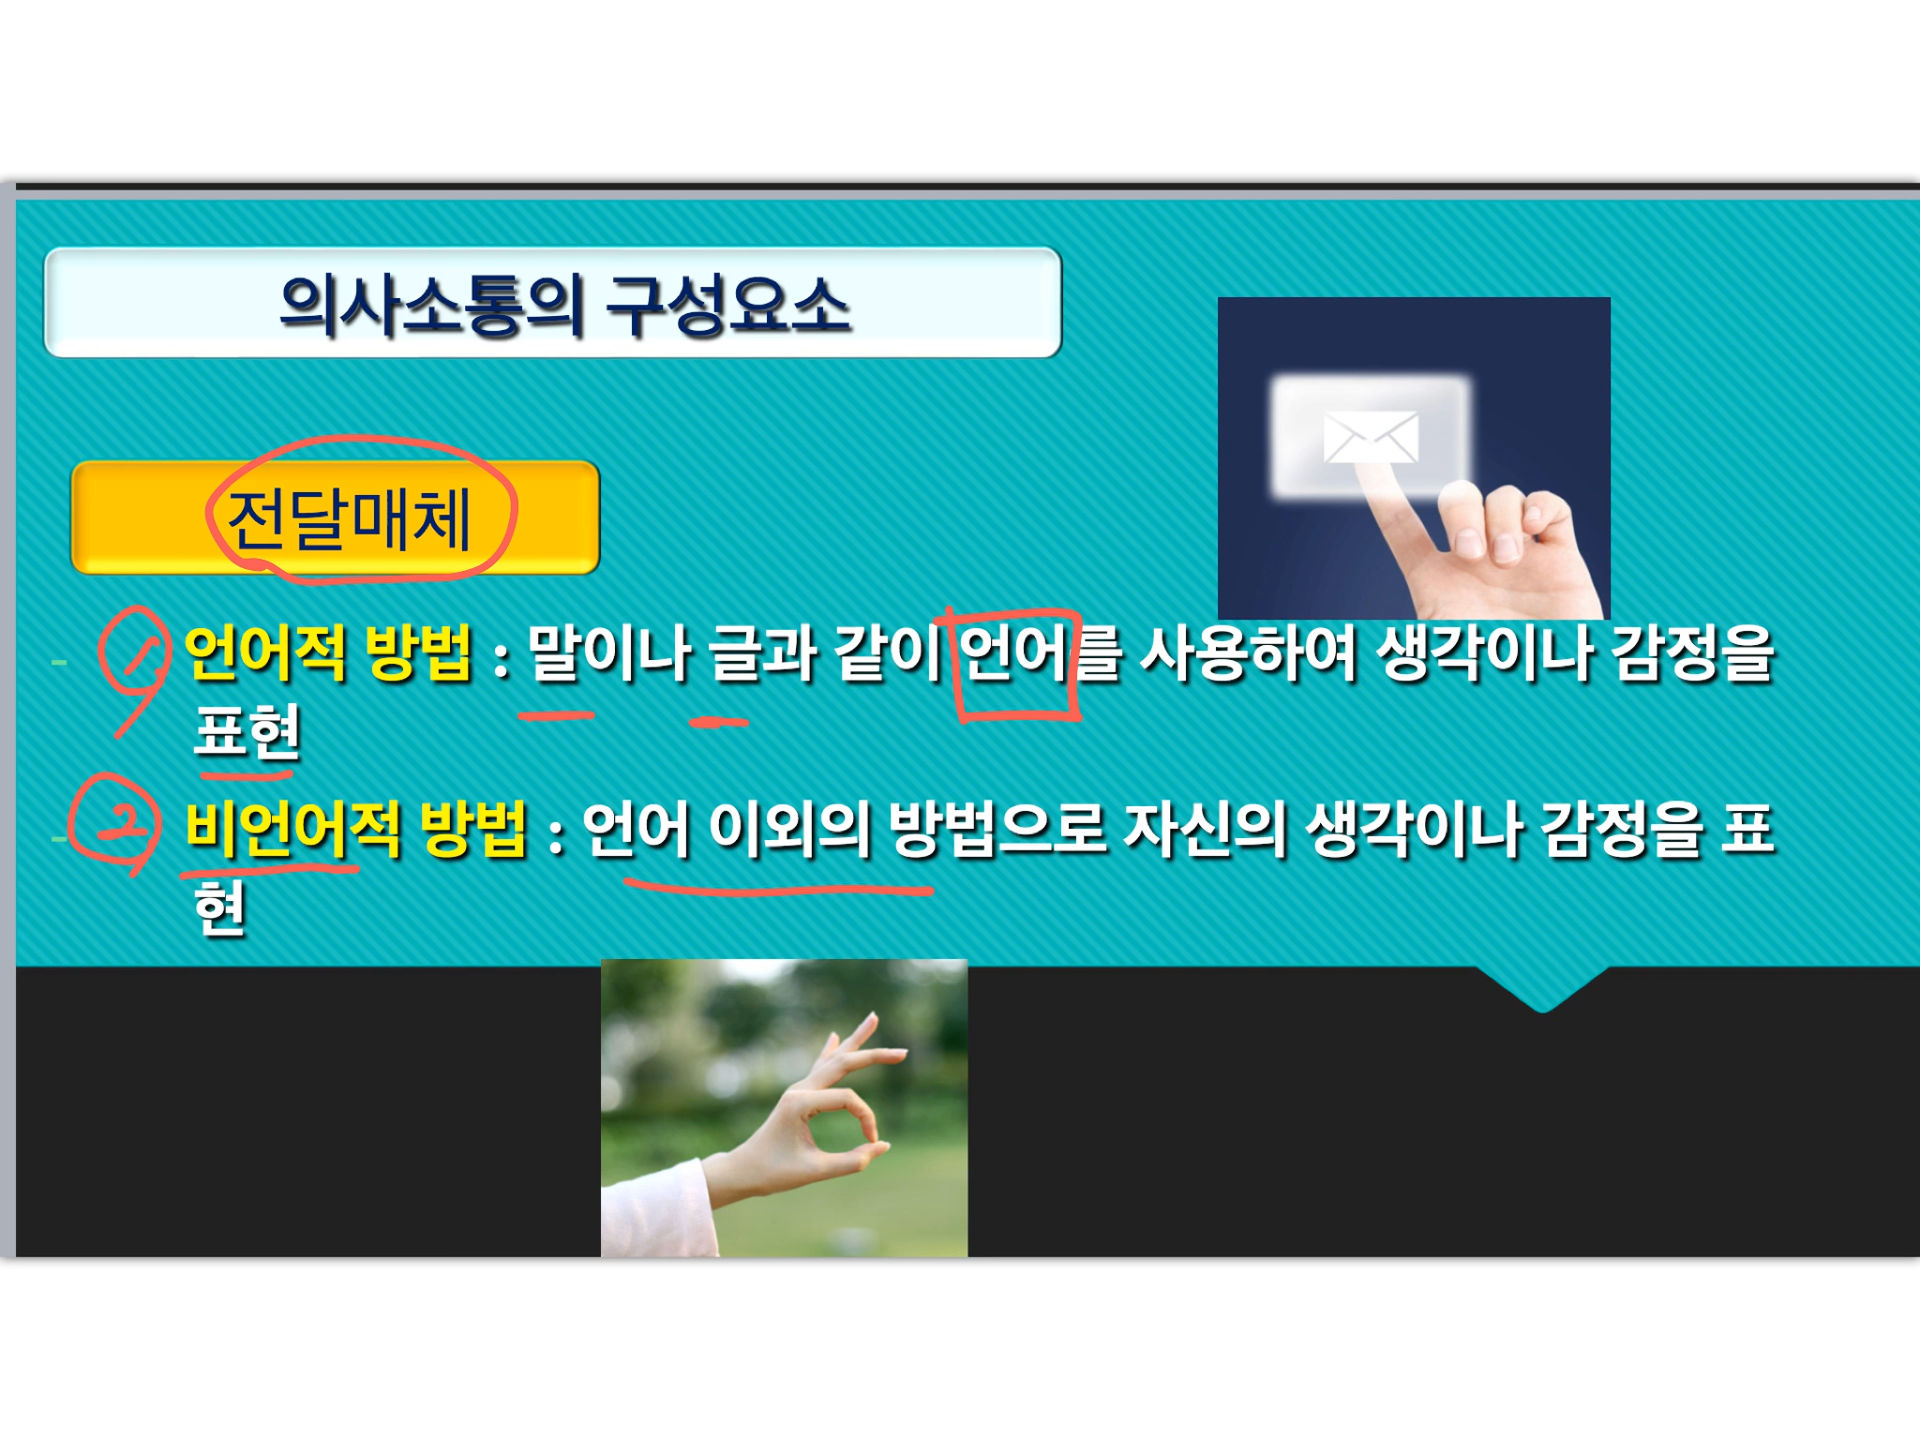 의사소통의 구성요소
전달매체
① - 언어적 방법 : 말이나 글과 같이 언어를 사용하여 생각이나 감정을
표현
② - 비언어적 방법 : 언어 이외의 방법으로 자신의 생각이나 감정을 표
현